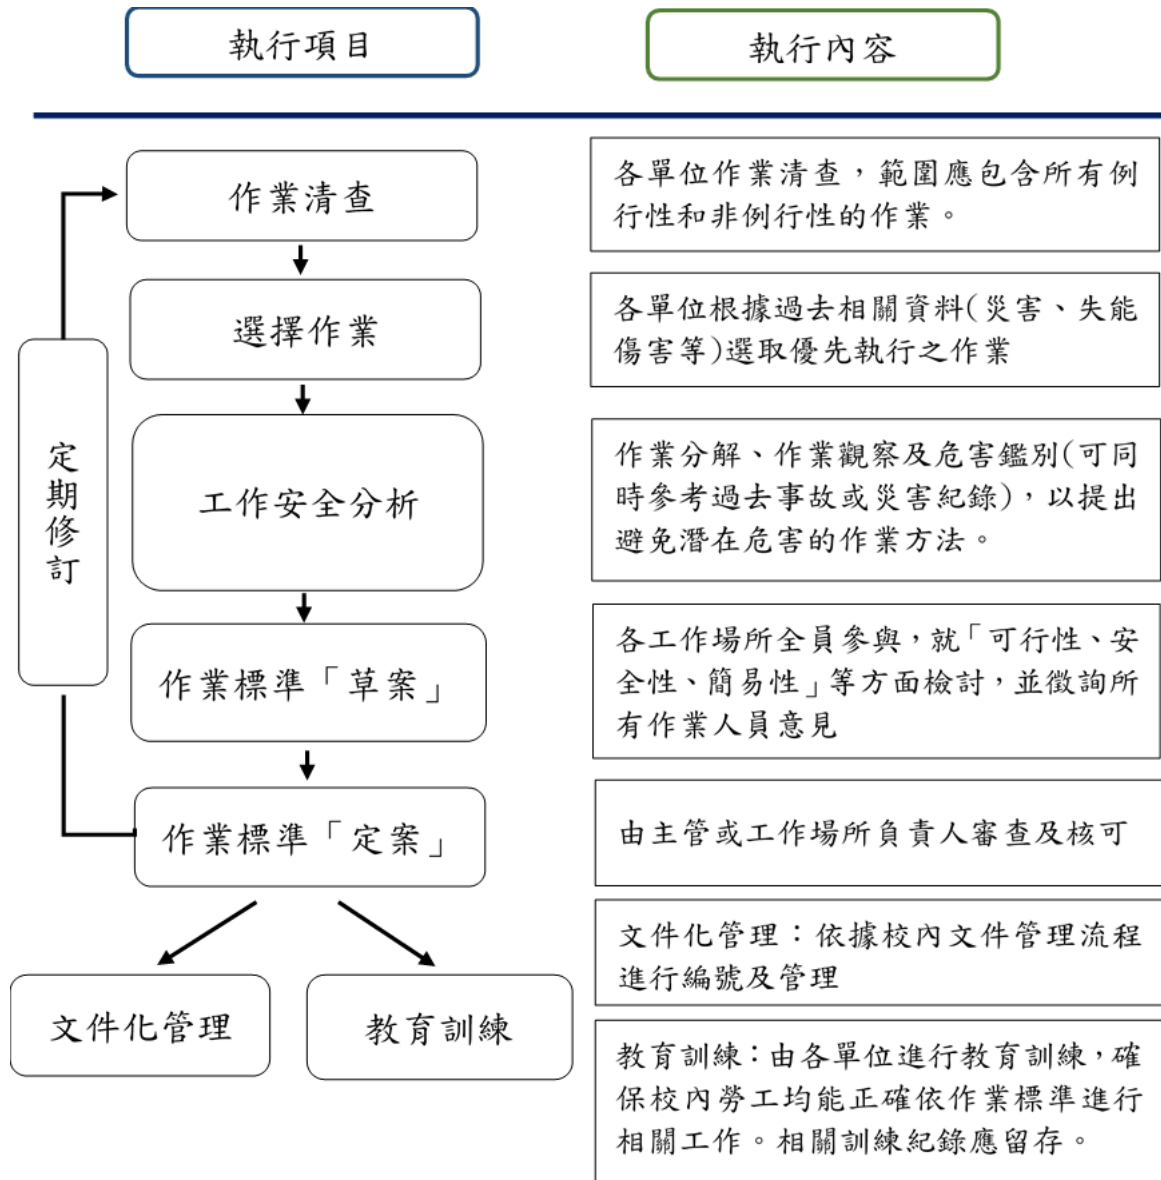 執行項目
執行內容
作業清查
各單位作業清查，範圍應包含所有例
行性和非例行性的作業。
選擇作業
各單位根據過去相關資料(災害、失能
傷害等)選取優先執行之作業
定期修訂
工作安全分析
作業分解、作業觀察及危害鑑別(可同
時參考過去事故或災害紀錄)，以提出
避免潛在危害的作業方法。
作業標準「草案」
各工作場所全員參與，就「可行性、安
全性、簡易性」等方面檢討，並徵詢所
有作業人員意見
作業標準「定案」
由主管或工作場所負責人審查及核可
文件化管理
教育訓練
文件化管理：依據校內文件管理流程
進行編號及管理
教育訓練：由各單位進行教育訓練，確
保校內勞工均能正確依作業標準進行
相關工作。相關訓練紀錄應留存。